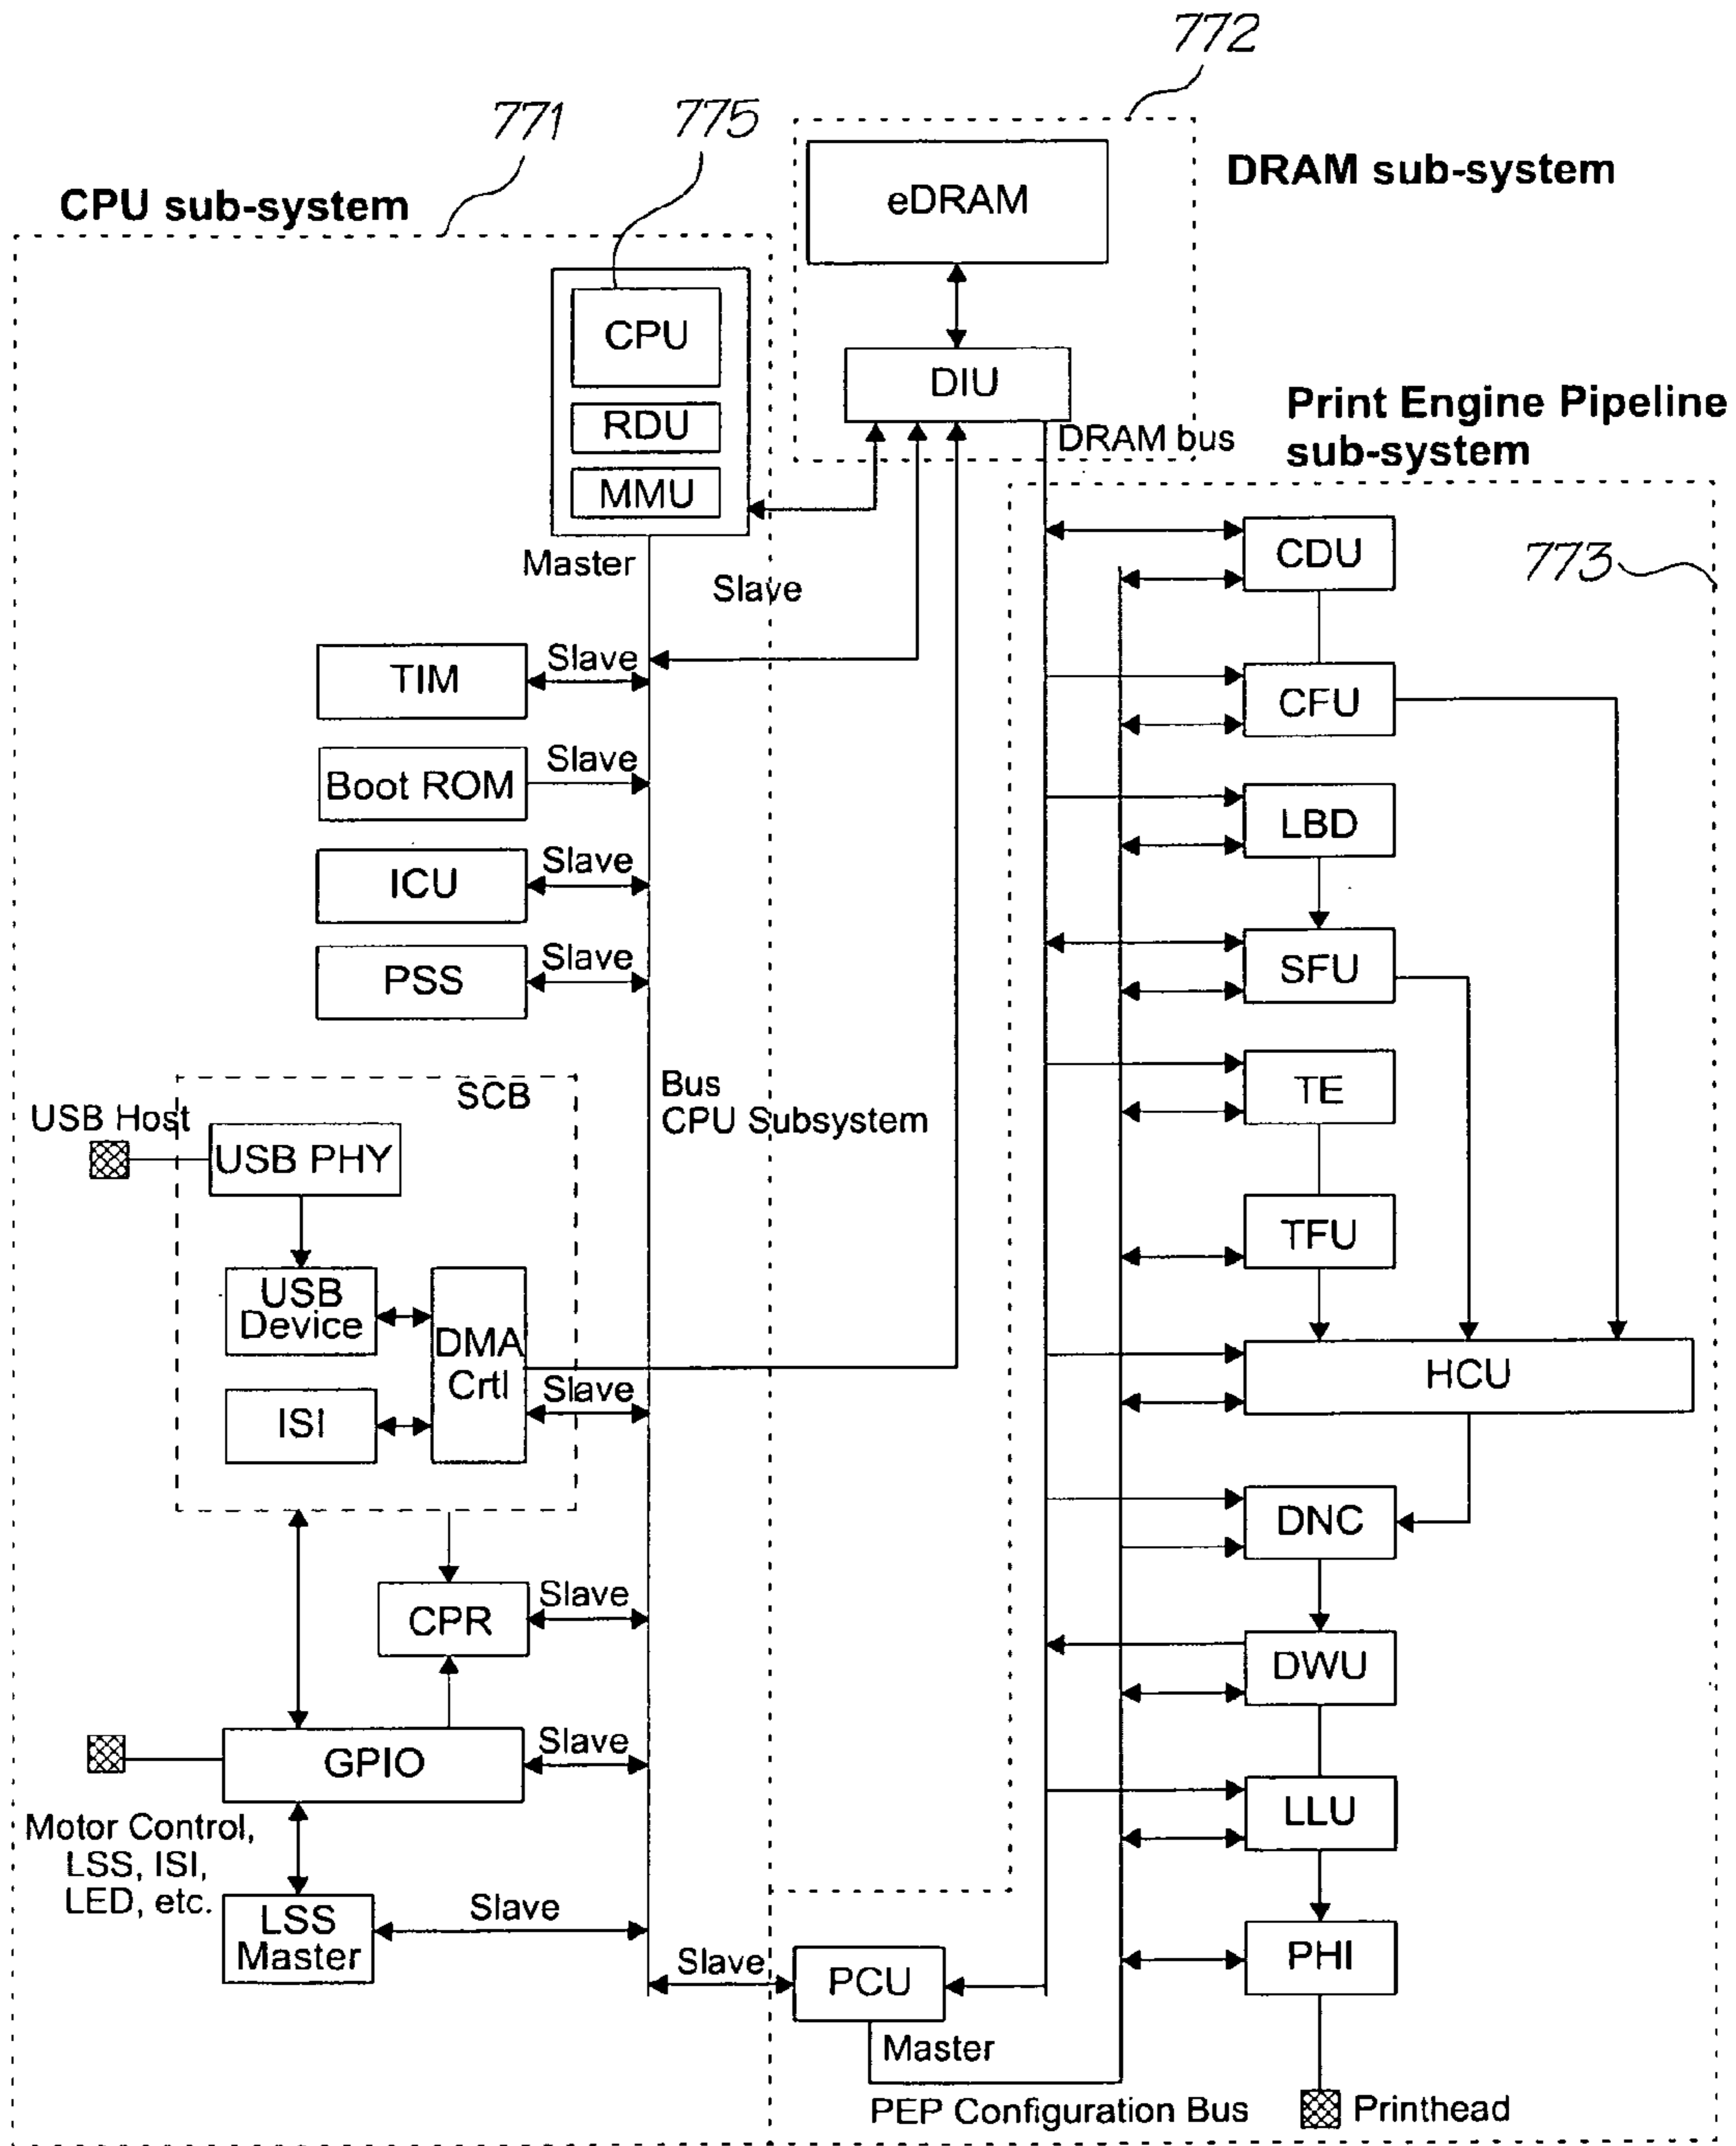 772
771
775
DRAM sub-system
CPU sub-system
eDRAM
CPU
DIU
RDU
MMU
DRAM bus
Print Engine Pipeline
sub-system
Master
Slave
CDU
773
TIM
Slave
CFU
Boot ROM
Slave
LBD
ICU
Slave
PSS
Slave
SFU
SCB
Bus
CPU Subsystem
TE
USB Host
USB PHY
TFU
USB
Device
DMA
Crtl
Slave
HCU
ISI
DNC
CPR
Slave
DWU
GPIO
Slave
LLU
Motor Control,
LSS, ISI,
LED, etc.
LSS
Master
Slave
PHI
Slave
PCU
Master
PEP Configuration Bus
Printhead